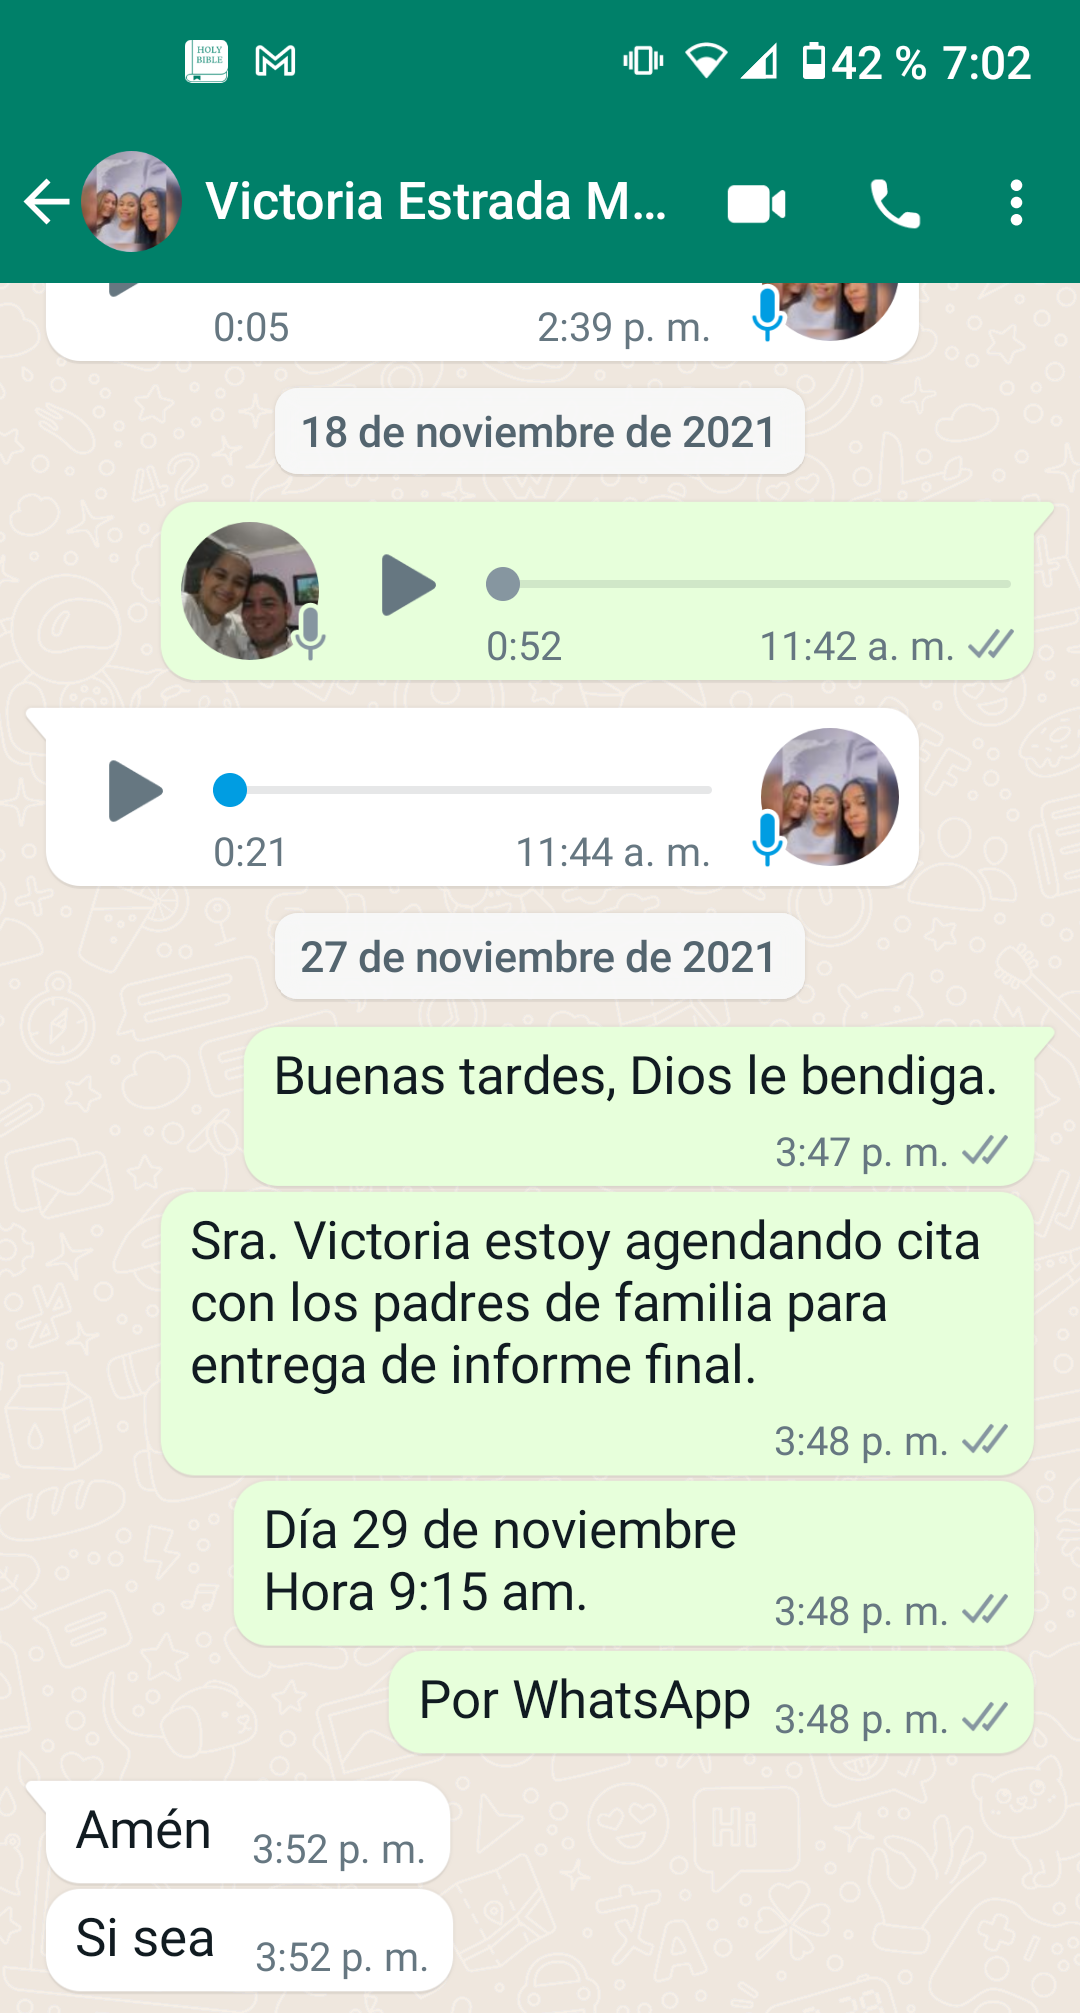 HOLY
BIBLE
42 % 7:02
Victoria Estrada M...
0:05 2:39 p. m.
18 de noviembre de 2021
0:52 11:42 a. m.
0:21 11:44 a. m.
27 de noviembre de 2021
Buenas tardes, Dios le bendiga.
3:47 p. m.
Sra. Victoria estoy agendando cita
con los padres de familia para
entrega de informe final.
3:48 p. m.
Día 29 de noviembre
Hora 9:15 am. 3:48 p. m.
Por WhatsApp 3:48 p. m.
Amén 3:52 p. m.
Si sea 3:52 p. m.